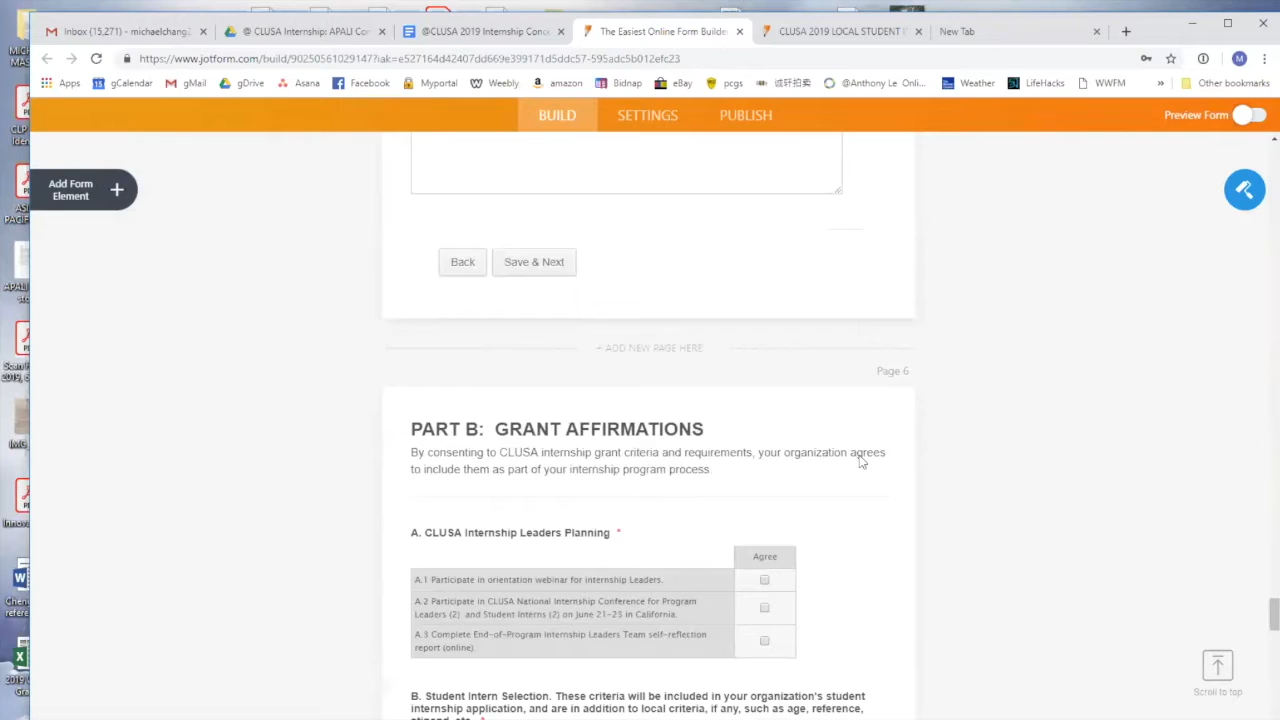 Inbox (15,271) - michaelchang.
@ CLUSA Internship: APALI Cor
@CLUSA 2019 Internship Conc
The Easiest Online Form Builder
CLUSA 2019 LOCAL STUDENT I
New Tab
https://www.jotform.com/build/90250561029147?iak=e527164d42407dd669e399171d5ddc57-595adc5b012efc23
Apps
gCalendar
gMail
gDrive
Asana
Facebook
Myportal
Weebly
amazon
Bidnap
eBay
pcgs
诚轩拍卖
@Anthony Le Onli...
Weather
LifeHacks
WWFM
»
Other bookmarks
BUILD
SETTINGS
PUBLISH
Preview Form
Add Form
Element
Back
Save & Next
+ ADD NEW PAGE HERE
Page 6
PART B: GRANT AFFIRMATIONS
By consenting to CLUSA internship grant criteria and requirements, your organization agrees
to include them as part of your internship program process
A. CLUSA Internship Leaders Planning *
Agree
A.1 Participate in orientation webinar for internship Leaders.
A.2 Participate in CLUSA National Internship Conference for Program
Leaders (2) and Student Interns (2) on June 21-23 in California.
A.3 Complete End-of-Program Internship Leaders Team self-reflection
report (online).
B. Student Intern Selection. These criteria will be included in your organization's student
internship application, and are in addition to local criteria, if any, such as age, reference,
stipend, etc. *
Scroll to top